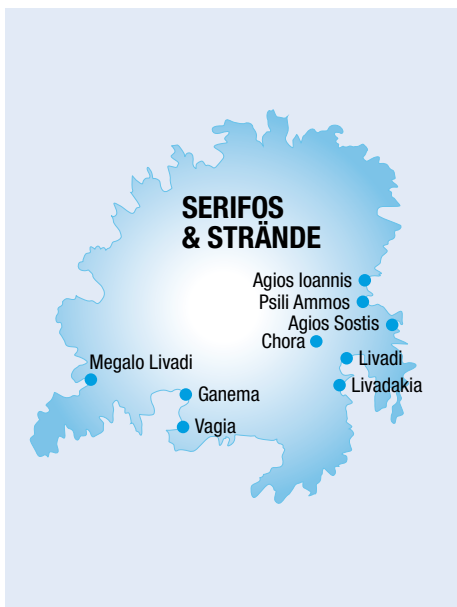 SERIFOS
& STRÄNDE
Agios Ioannis
Psili Ammos
Agios Sostis
Chora
Livadi
Megalo Livadi
Livadakia
Ganema
Vagia